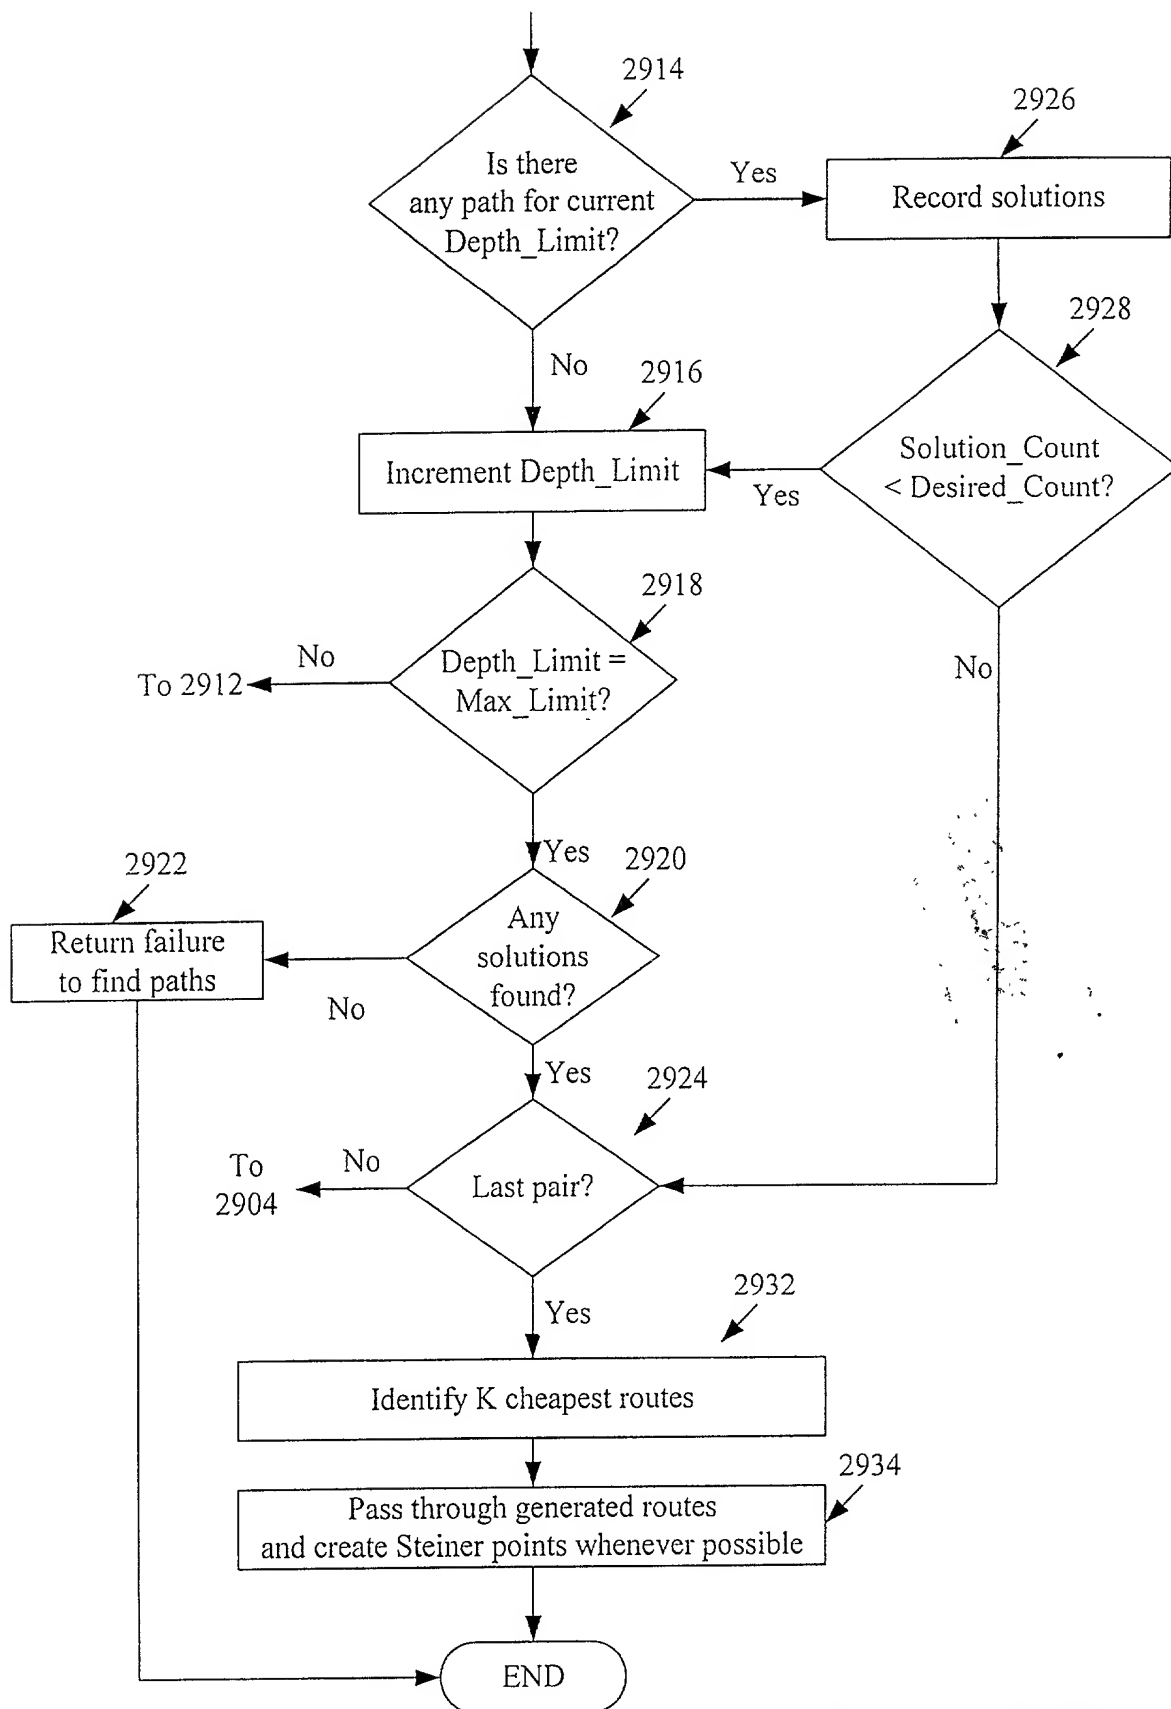 2914
Is there
any path for current
Depth_Limit?
Yes
2926
Record solutions
No
2928
Solution_Count
< Desired_Count?
Yes
No
2916
Increment Depth_Limit
2918
Depth_Limit =
Max_Limit?
No
To 2912
Yes
2920
Any
solutions
found?
No
2922
Return failure
to find paths
Yes
2924
Last pair?
No
To
2904
Yes
2932
Identify K cheapest routes
2934
Pass through generated routes
and create Steiner points whenever possible
END